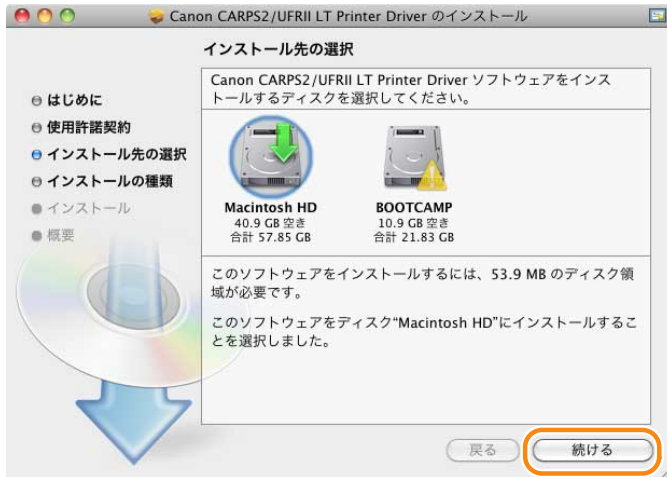 Canon CARPS2/UFRII LT Printer Driver のインストール
インストール先の選択
はじめに
使用許諾契約
インストール先の選択
インストールの種類
インストール
概要
Canon CARPS2/UFRII LT Printer Driver ソフトウェアをインス
トールするディスクを選択してください。
Macintosh HD
40.9 GB 空き
合計 57.85 GB
BOOTCAMP
10.9 GB 空き
合計 21.83 GB
このソフトウェアをインストールするには、53.9 MB のディスク領
域が必要です。
このソフトウェアをディスク“Macintosh HD”にインストールするこ
とを選択しました。
戻る
続ける